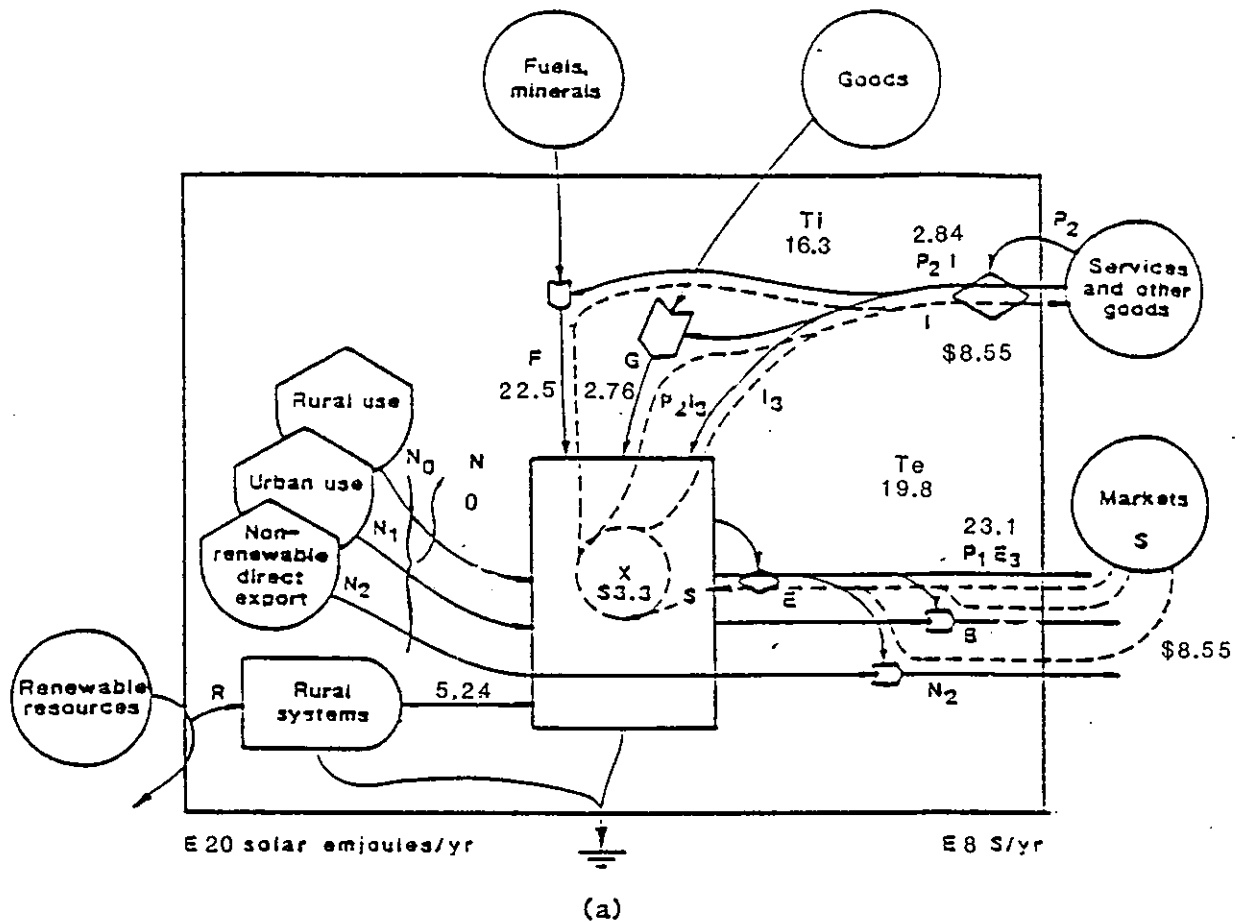 Fuels,
minerals
Goods
Ti
16.3
2.84
P₂ I
P₂
Services
and other
goods
I
$8.55
F
22.5
G
2.76
P₂I₃
I₃
Rural use
N₀
N
0
Urban use
N₁
Non-
renewable
direct
export
N₂
Te
19.8
Markets
$
23.1
P₁ E₃
X
$3.3
$
E
B
$8.55
N₂
Renewable
resources
R
Rural
systems
5.24
E 20 solar emjoules/yr
E 8 $/yr
(a)